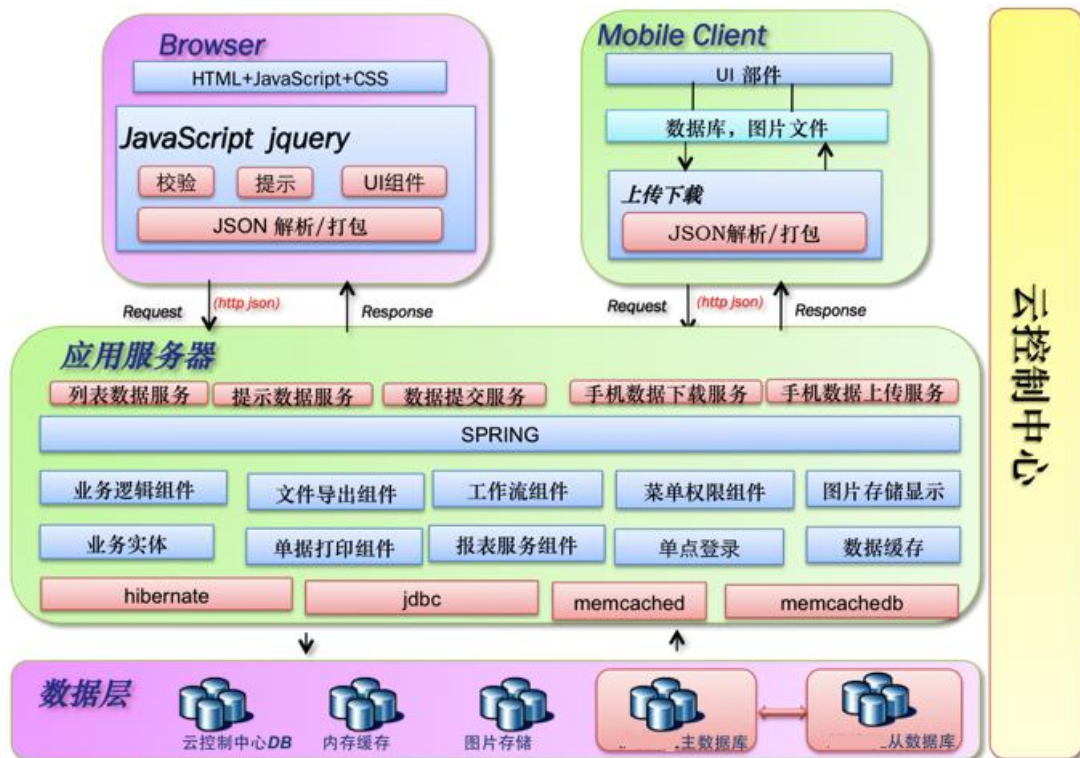 Browser
HTML+JavaScript+CSS
JavaScript jquery
校验
提示
UI组件
JSON 解析/打包
Mobile Client
UI 部件
数据库，图片文件
上传下载
JSON解析/打包
Request
(http json)
Response
Request
(http json)
Response
应用服务器
列表数据服务
提示数据服务
数据提交服务
手机数据下载服务
手机数据上传服务
SPRING
业务逻辑组件
文件导出组件
工作流组件
菜单权限组件
图片存储显示
业务实体
单据打印组件
报表服务组件
单点登录
数据缓存
hibernate
jdbc
memcached
memcachedb
数据层
云控制中心DB
内存缓存
图片存储
主数据库
从数据库
云控制中心